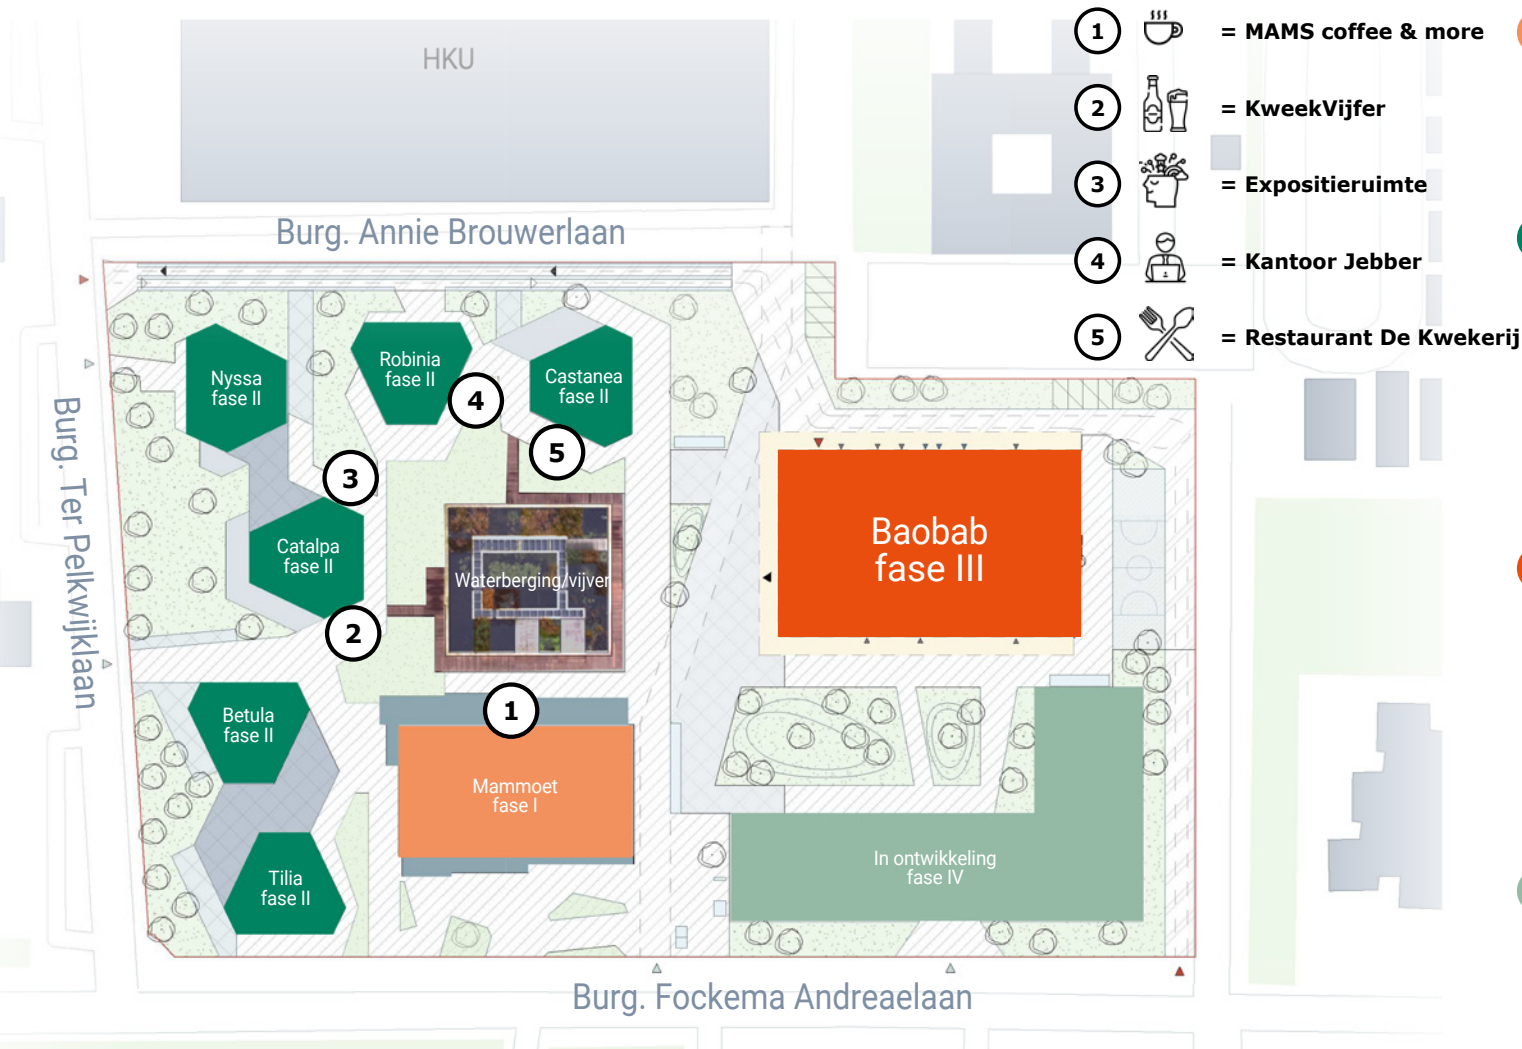 HKU
1
= MAMS coffee & more
2
= KweekVijfer
3
= Expositieruimte
4
= Kantoor Jebber
5
= Restaurant De Kwekerij
Burg. Annie Brouwerlaan
Burg. Ter Pelkwijklaan
Nyssa
fase II
Robinia
fase II
Castanea
fase II
4
5
3
Catalpa
fase II
Waterberging/vijver
Baobab
fase III
2
1
Betula
fase II
Mammoet
fase I
Tilia
fase II
In ontwikkeling
fase IV
Burg. Fockema Andreaelaan